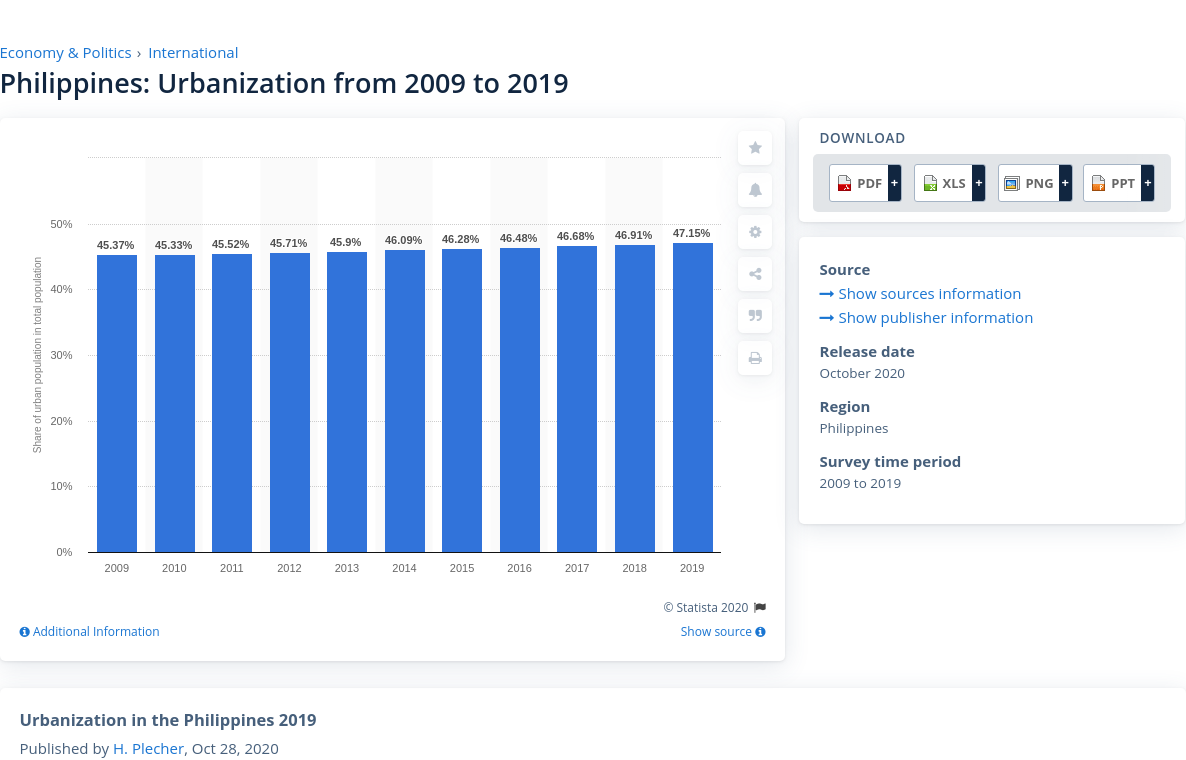 Economy & Politics › International
Philippines: Urbanization from 2009 to 2019
Share of urban population in total population
50%
40%
30%
20%
10%
0%
45.37% 45.33% 45.52% 45.71% 45.9% 46.09% 46.28% 46.48% 46.68% 46.91% 47.15%
2009 2010 2011 2012 2013 2014 2015 2016 2017 2018 2019
© Statista 2020
Additional Information Show source
DOWNLOAD
PDF + XLS + PNG + PPT +
Source
Show sources information
Show publisher information
Release date
October 2020
Region
Philippines
Survey time period
2009 to 2019
Urbanization in the Philippines 2019
Published by H. Plecher, Oct 28, 2020